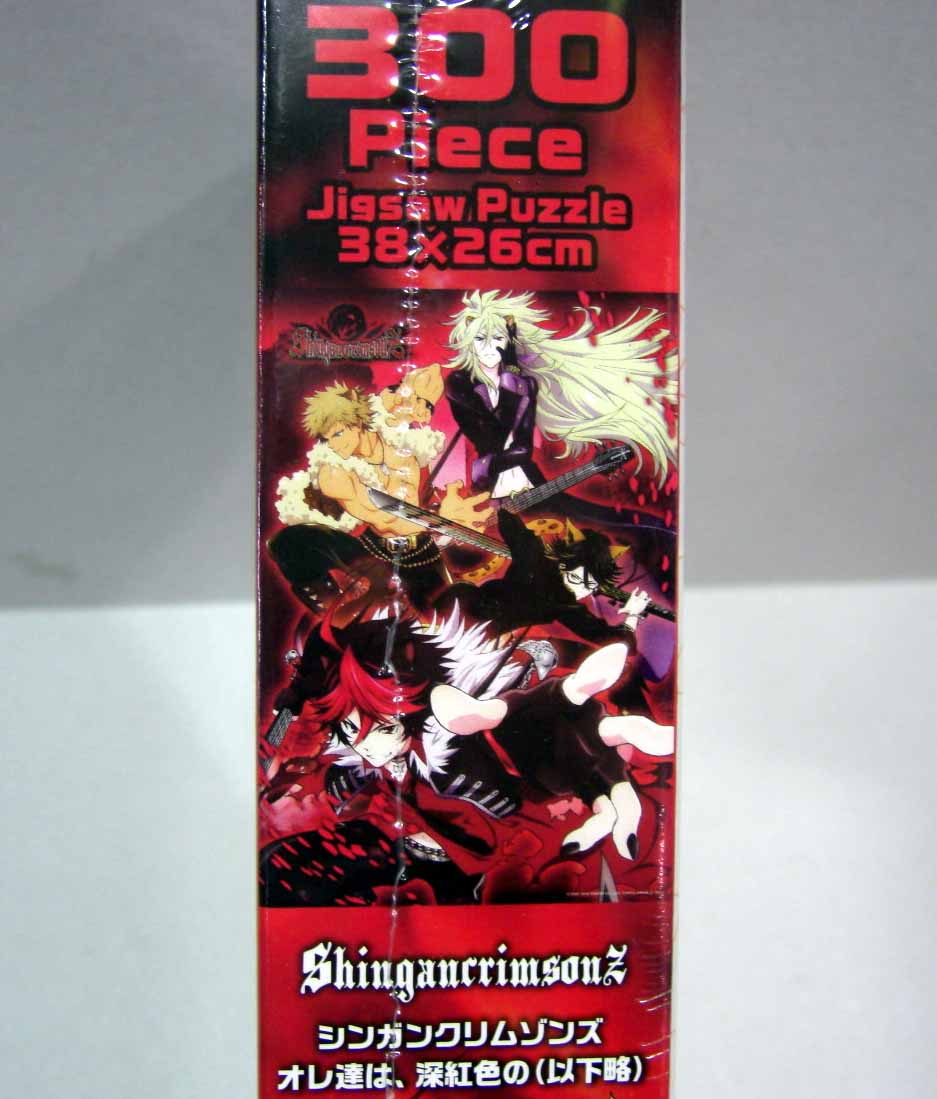 300
Piece
Jigsaw Puzzle
38×26cm
Shingancrimsonz
Shingancrimsonz
シンガンクリムゾンズ
オレ達は、深紅色の(以下略)